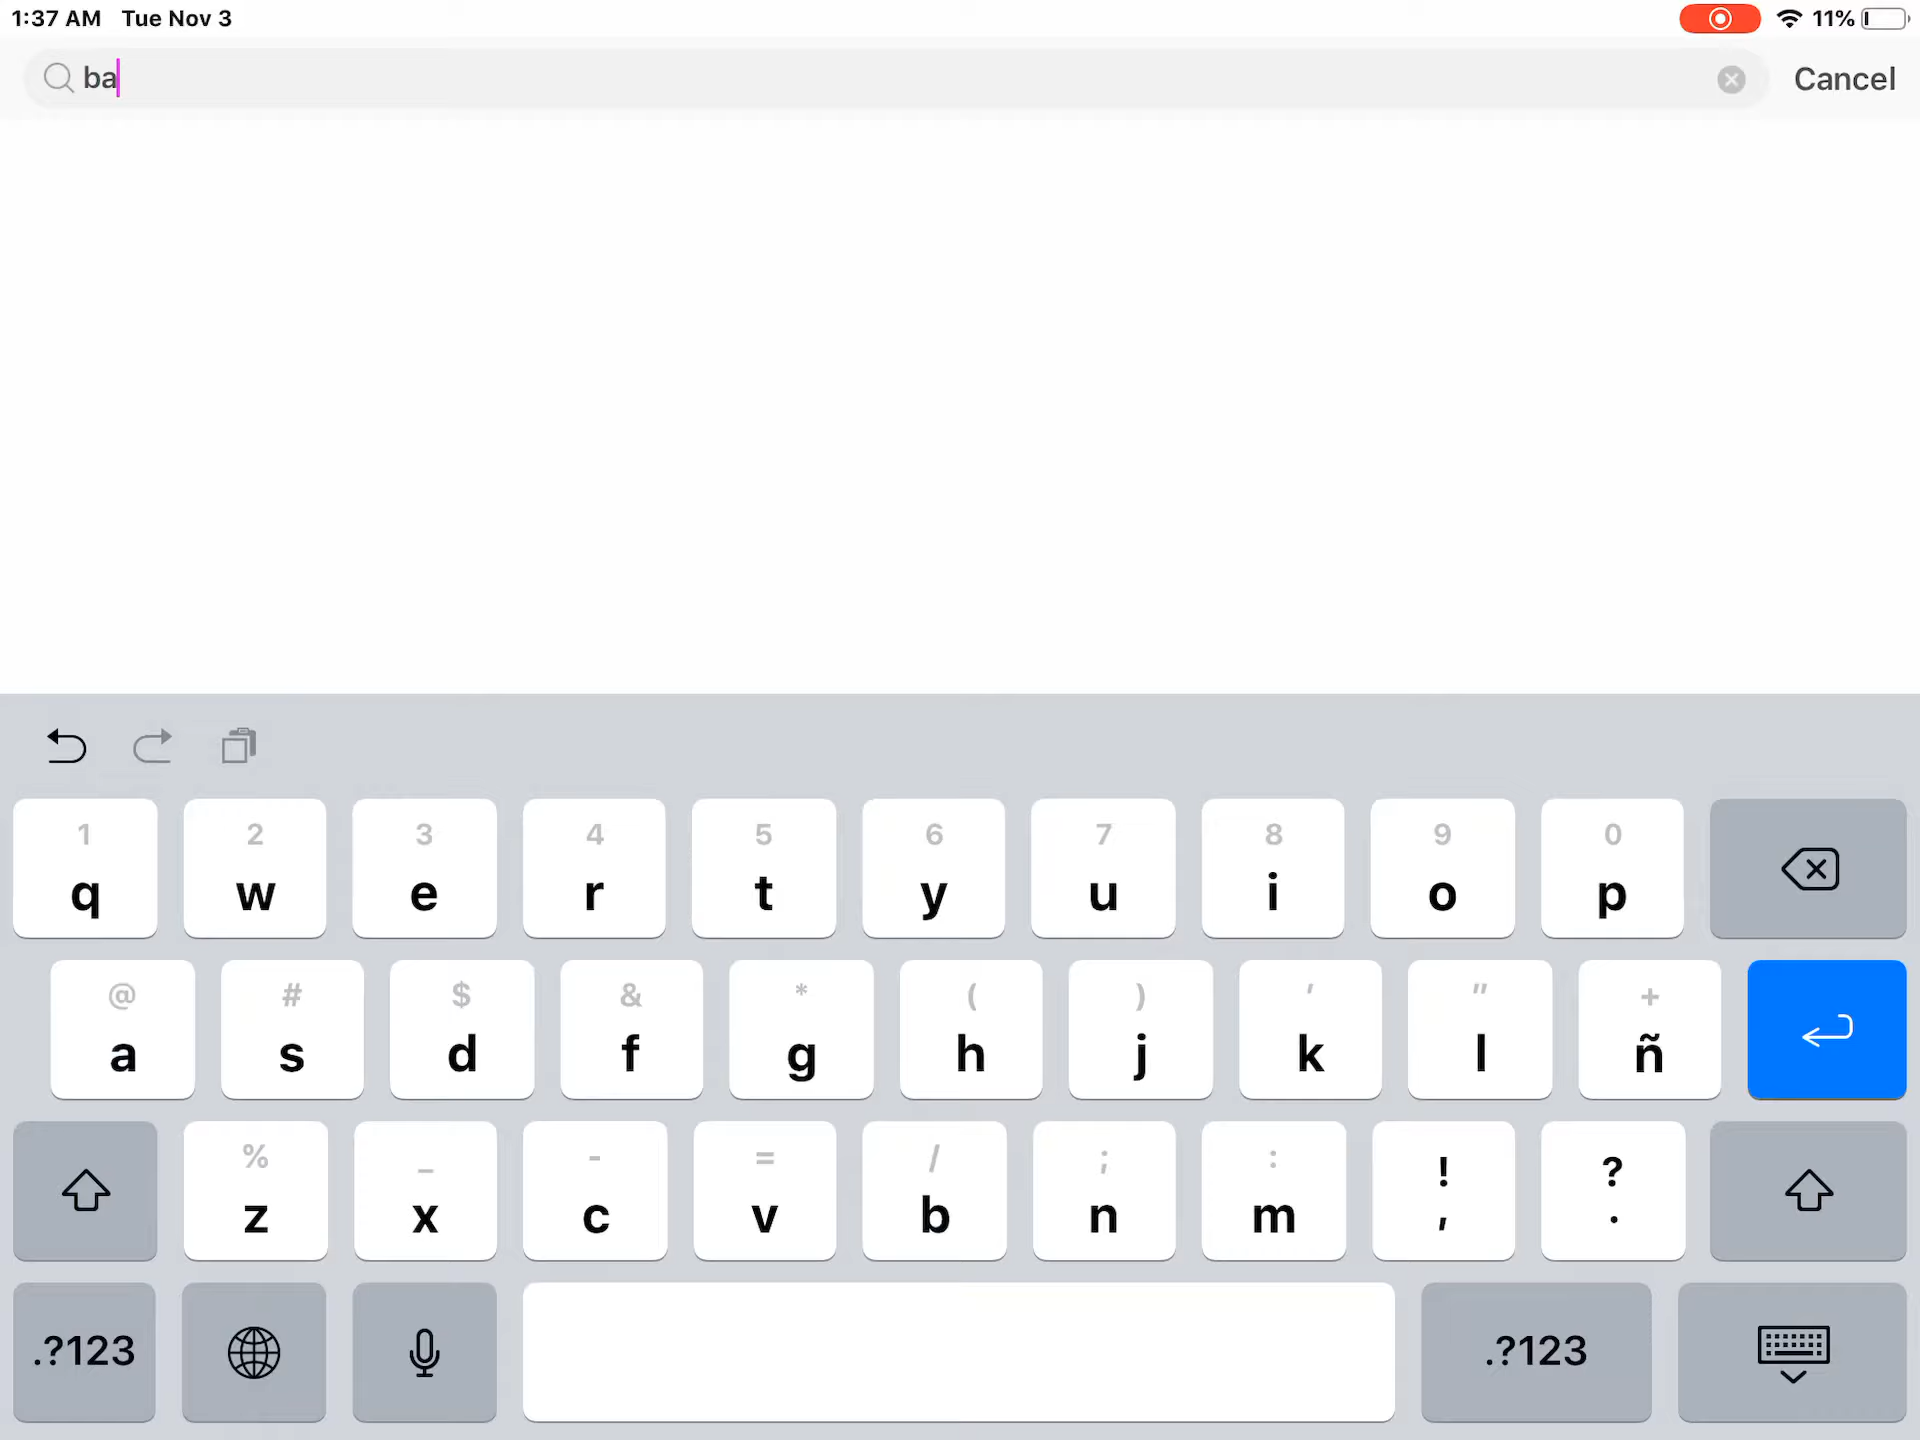 1:37 AM Tue Nov 3 11%
ba Cancel
1 2 3 4 5 6 7 8 9 0
q w e r t y u i o p
@ # $ & * ( ) ' " +
a s d f g h j k l ñ
% _ - = / ; : ! ?
z x c v b n m , .
.?123 .?123